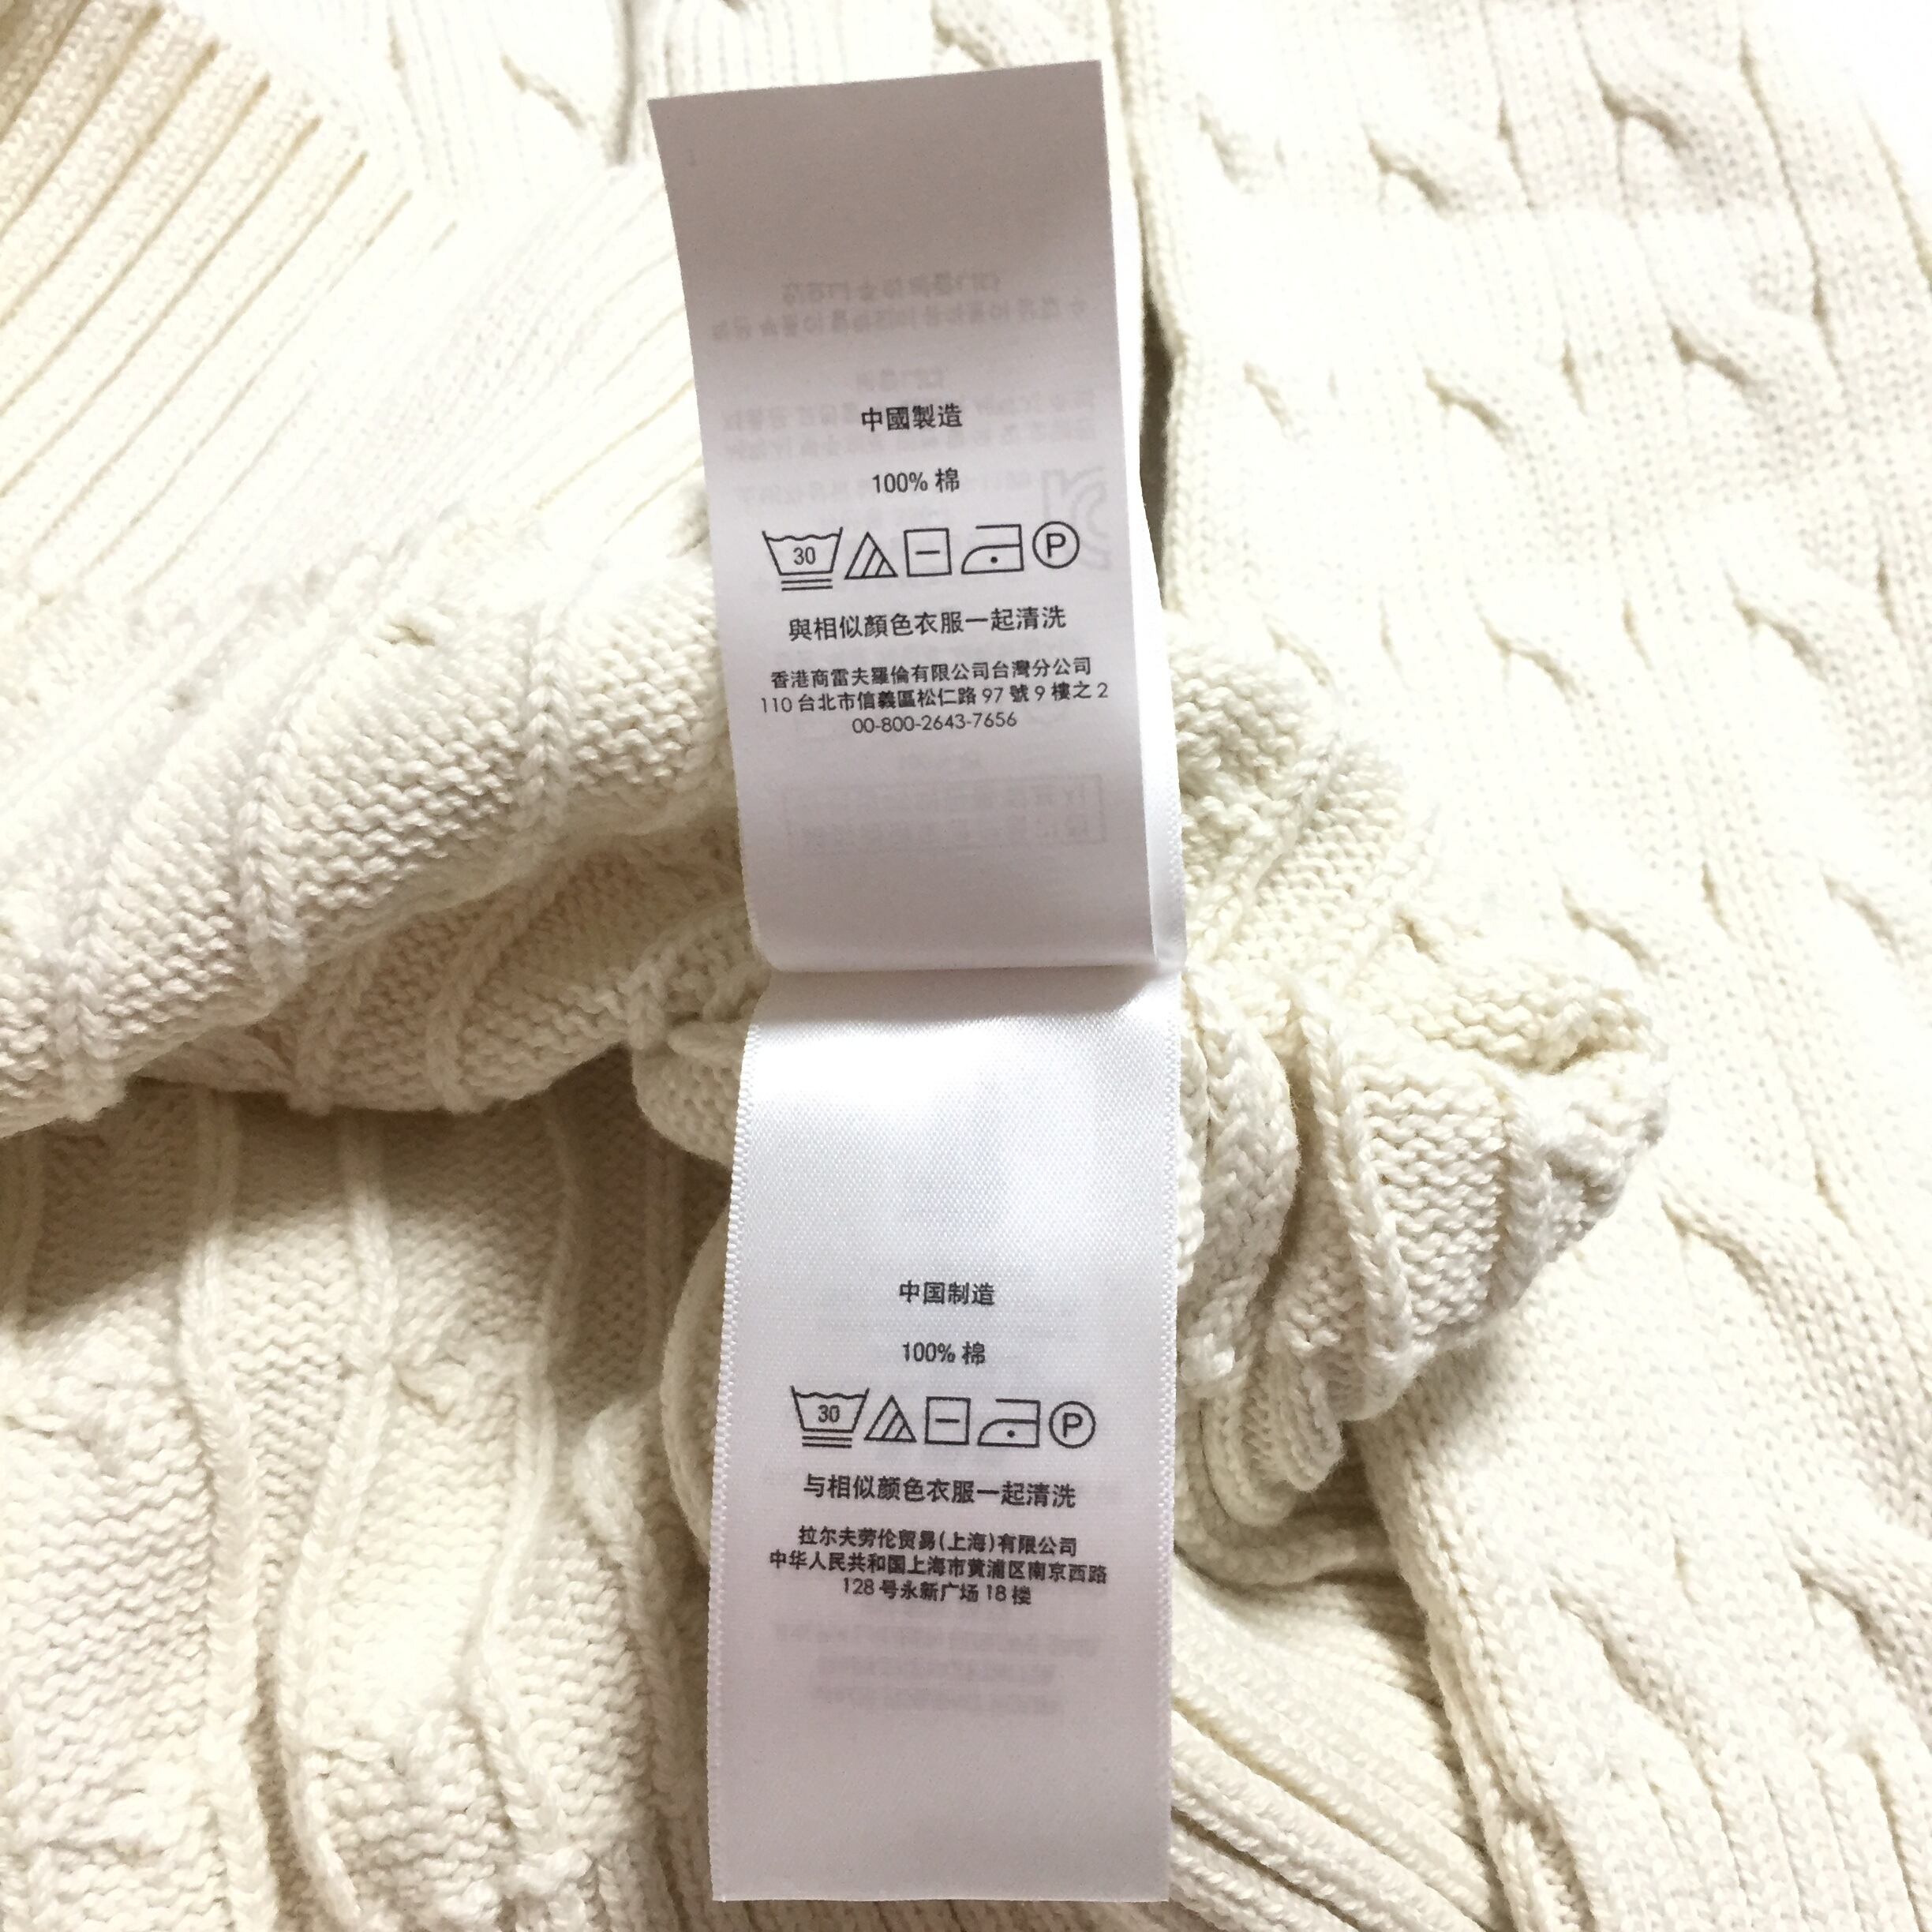 中國製造
100% 棉
30 P
與相似顏色衣服一起清洗
香港商雷夫羅倫有限公司台灣分公司
110 台北市信義區松仁路 97 號 9 樓之 2
00-800-2643-7656
中国制造
100% 棉
30 P
与相似颜色衣服一起清洗
拉尔夫劳伦贸易(上海)有限公司
中华人民共和国上海市黄浦区南京西路
128 号永新广场 18 楼